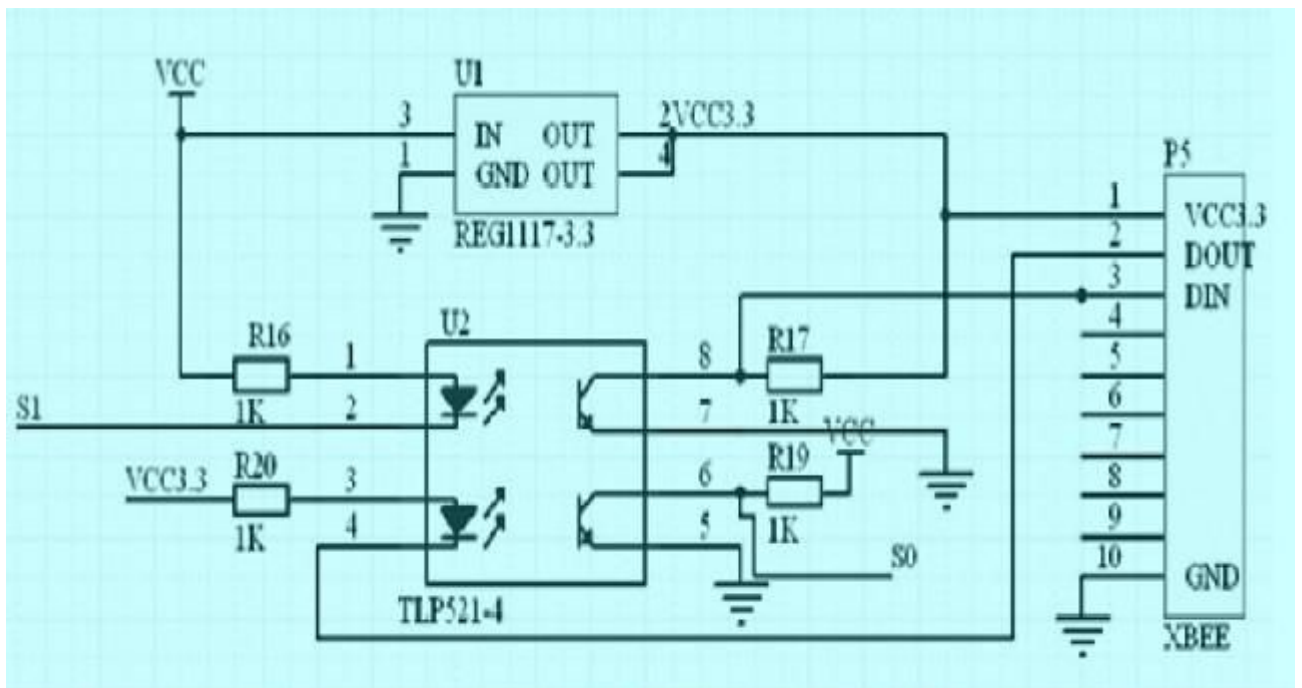 VCC
U1
3
IN OUT
2 VCC3.3
1
GND OUT
4
REG1117-3.3
P5
1
VCC3.3
2
DOUT
3
DIN
4
5
6
7
8
9
10
GND
XBEE
U2
R16
1
1K
2
S1
8
R17
7
1K
VCC
VCC3.3
R20
3
1K
4
6
R19
5
1K
S0
TLP521-4